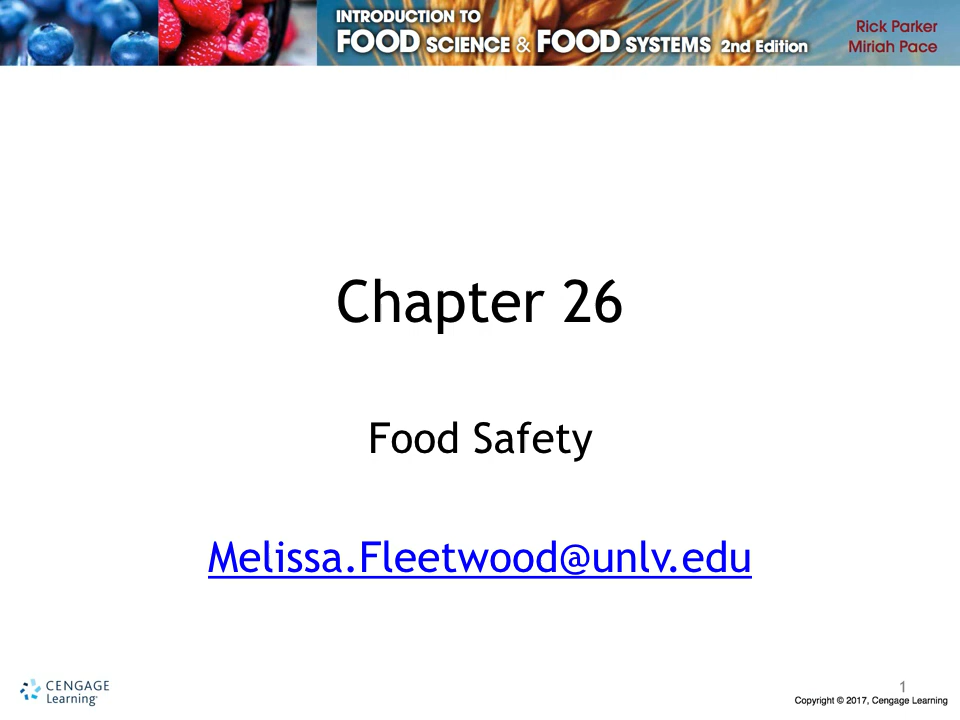 INTRODUCTION TO
FOOD SCIENCE & FOOD SYSTEMS 2nd Edition
Rick Parker
Miriah Pace
Chapter 26
Food Safety
Melissa.Fleetwood@unlv.edu
CENGAGE
Learning
1
Copyright © 2017, Cengage Learning